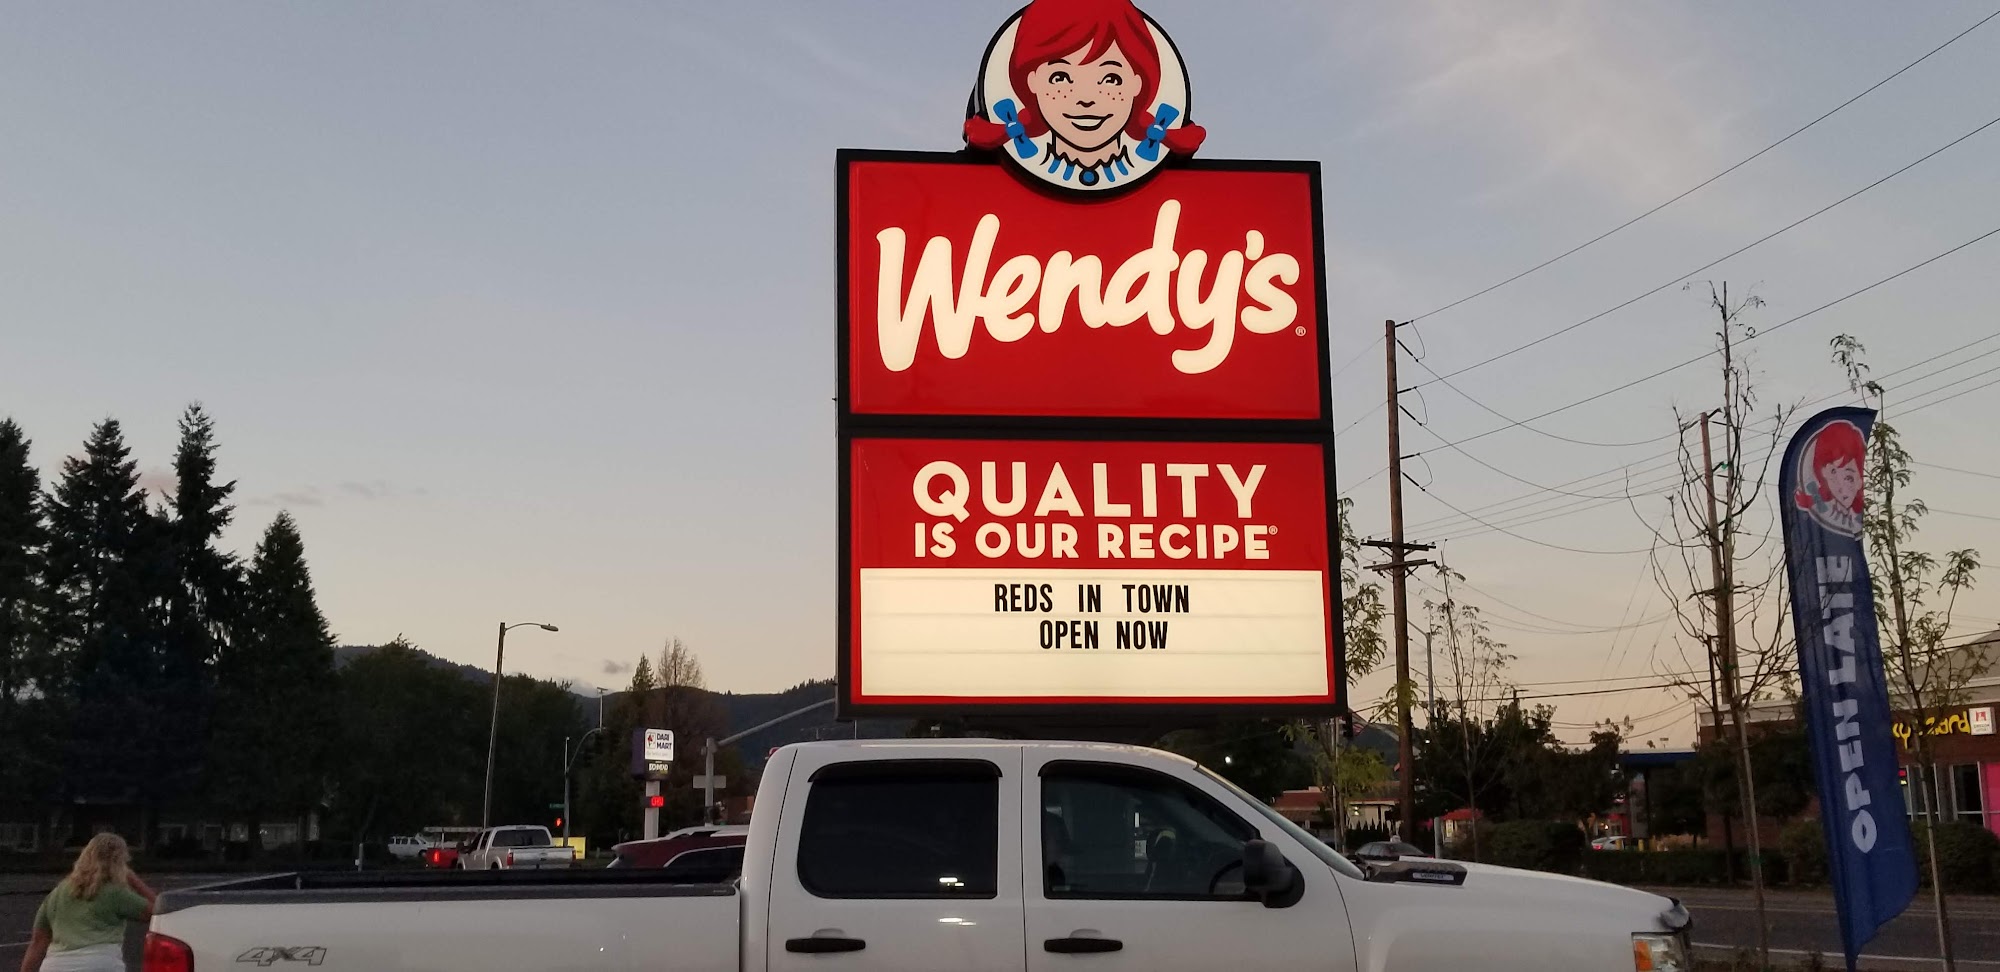 Wendy's®
QUALITY
IS OUR RECIPE®
REDS IN TOWN
OPEN NOW
OPEN LATE
DARI
MART
4X4